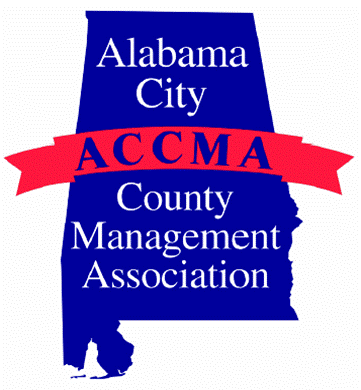 Alabama
City
ACCMA
County
Management
Association